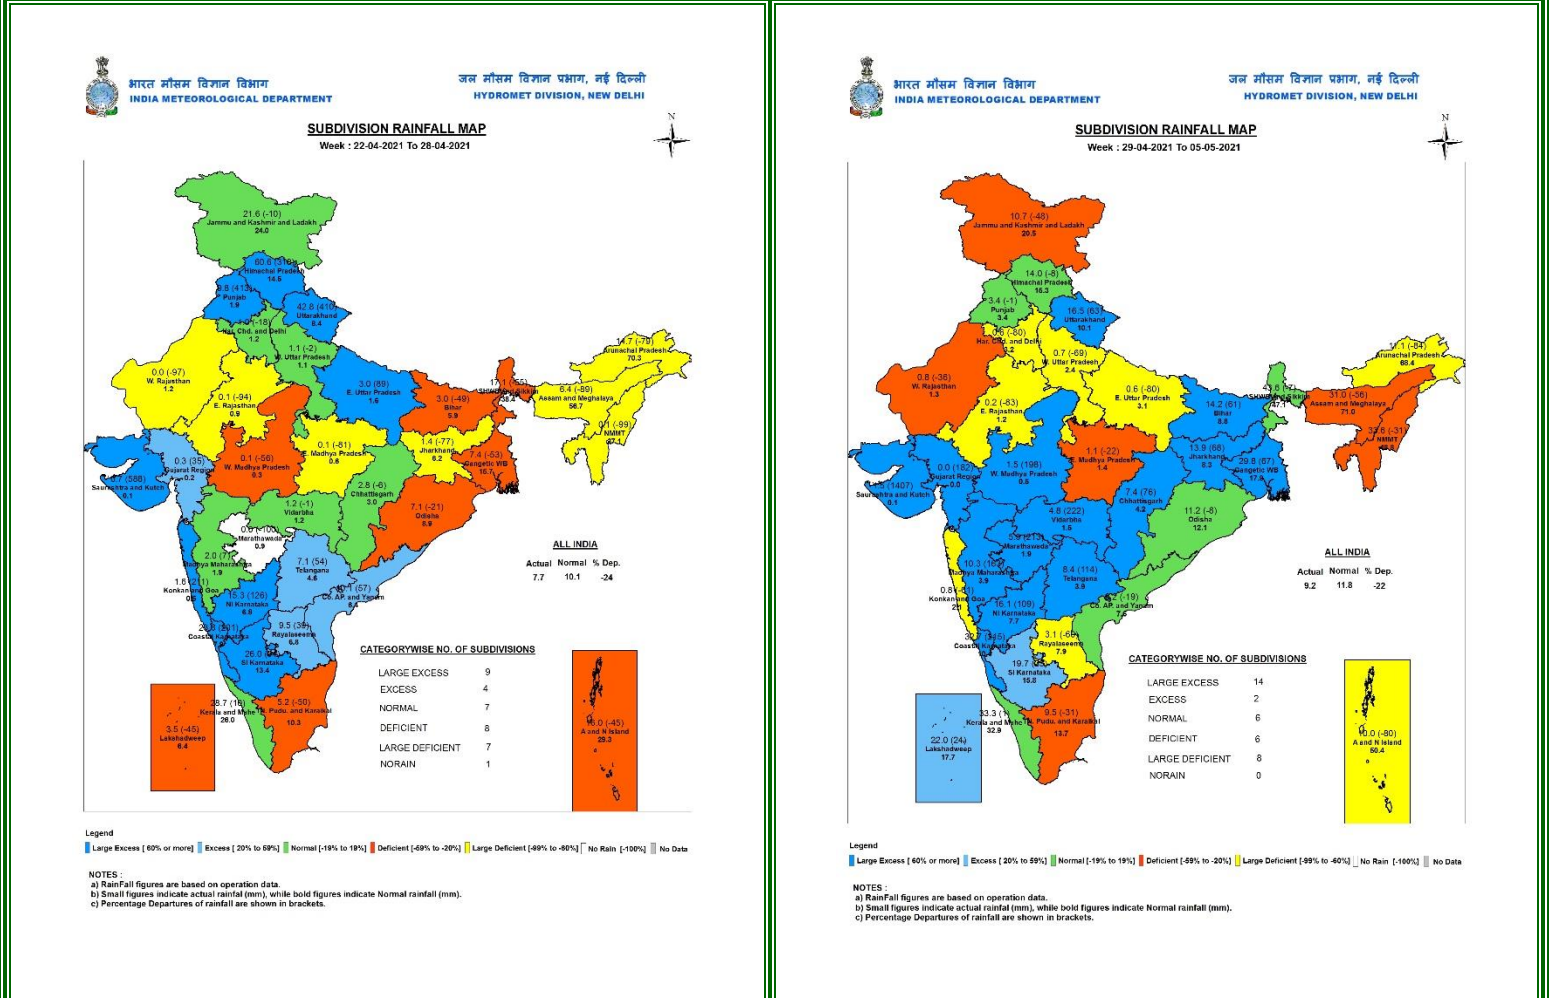 भारत मौसम विज्ञान विभाग
INDIA METEOROLOGICAL DEPARTMENT
जल मौसम विज्ञान प्रभाग, नई दिल्ली
HYDROMET DIVISION, NEW DELHI
SUBDIVISION RAINFALL MAP
Week : 22-04-2021 To 28-04-2021
N
21.6 (-10)
Jammu and Kashmir and Ladakh
24.0
Himachal Pradesh
14.5
Punjab
1.9
42.8 (410)
Uttarakhand
8.4
Har. Chd. and Delhi
1.2
1.1 (-2)
W. Uttar Pradesh
1.1
0.0 (-97)
W. Rajasthan
1.2
0.1 (-94)
E. Rajasthan
0.9
3.0 (89)
E. Uttar Pradesh
1.6
3.0 (-49)
Bihar
5.9
17.1 (-55)
38.4
14.7 (-79)
Arunachal Pradesh
70.3
6.4 (-89)
Assam and Meghalaya
56.7
0.1 (-99)
NMMT
1.4 (-77)
Jharkhand
6.2
7.4 (-53)
Gangetic WB
0.1 (-81)
E. Madhya Pradesh
0.6
0.1 (-56)
W. Madhya Pradesh
0.3
0.3 (35)
Gujarat Region
0.2
Saurashtra and Kutch
0.1
2.8 (-6)
Chhattisgarh
3.0
7.1 (-21)
Odisha
8.9
1.2 (-1)
Vidarbha
1.2
Marathawada
0.9
Madhya Maharashtra
1.9
Konkan and Goa
7.1 (54)
Telangana
4.6
Co. AP. and Yanam
15.3 (126)
NI Karnataka
6.8
Coastal Karnataka
Rayalaseema
6.8
SI Karnataka
13.4
Kerala and Mahe
26.0
5.2 (-50)
T. Pudu. and Karaikal
10.3
3.5 (-45)
Lakshadweep
6.4
A and N Island
29.3
ALL INDIA
Actual Normal % Dep.
7.7 10.1 -24
CATEGORYWISE NO. OF SUBDIVISIONS
LARGE EXCESS 9
EXCESS 4
NORMAL 7
DEFICIENT 8
LARGE DEFICIENT 7
NORAIN 1
Legend
Large Excess [ 60% or more] Excess [ 20% to 59%] Normal [-19% to 19%] Deficient [-59% to -20%] Large Deficient [-99% to -60%] No Rain [-100%] No Data
NOTES :
a) RainFall figures are based on operation data.
b) Small figures indicate actual rainfal (mm), while bold figures indicate Normal rainfall (mm).
c) Percentage Departures of rainfall are shown in brackets.
भारत मौसम विज्ञान विभाग
INDIA METEOROLOGICAL DEPARTMENT
जल मौसम विज्ञान प्रभाग, नई दिल्ली
HYDROMET DIVISION, NEW DELHI
SUBDIVISION RAINFALL MAP
Week : 29-04-2021 To 05-05-2021
N
10.7 (-48)
Jammu and Kashmir and Ladakh
20.5
14.0 (-8)
Himachal Pradesh
3.4 (-1)
Punjab
3.4
16.5 (63)
Uttarakhand
10.1
Har. Chd. and Delhi
0.7 (-69)
W. Uttar Pradesh
2.4
0.8 (-36)
W. Rajasthan
1.3
0.2 (-83)
E. Rajasthan
1.2
0.6 (-80)
E. Uttar Pradesh
3.1
14.2 (61)
Bihar
8.8
47.1
Arunachal Pradesh
68.4
31.0 (-56)
Assam and Meghalaya
71.0
NMMT
13.9 (68)
Jharkhand
8.3
29.8 (67)
Gangetic WB
1.1 (-22)
Madhya Pradesh
1.4
1.5 (198)
W. Madhya Pradesh
0.5
0.0 (182)
Gujarat Region
0.0
Saurashtra and Kutch
0.1
7.4 (76)
Chhattisgarh
4.2
11.2 (-8)
Odisha
12.1
4.8 (222)
Vidarbha
1.5
Marathawada
1.9
Madhya Maharashtra
3.9
Konkan and Goa
8.4 (114)
Telangana
3.9
Co. AP. and Yanam
16.1 (109)
NI Karnataka
7.7
Coastal Karnataka
Rayalaseema
7.9
SI Karnataka
15.8
Kerala and Mahe
32.9
9.5 (-31)
T. Pudu. and Karaikal
13.7
22.0 (24)
Lakshadweep
17.7
A and N Island
50.4
ALL INDIA
Actual Normal % Dep.
9.2 11.8 -22
CATEGORYWISE NO. OF SUBDIVISIONS
LARGE EXCESS 14
EXCESS 2
NORMAL 6
DEFICIENT 6
LARGE DEFICIENT 8
NORAIN 0
Legend
Large Excess [ 60% or more] Excess [ 20% to 59%] Normal [-19% to 19%] Deficient [-59% to -20%] Large Deficient [-99% to -60%] No Rain [-100%] No Data
NOTES :
a) RainFall figures are based on operation data.
b) Small figures indicate actual rainfal (mm), while bold figures indicate Normal rainfall (mm).
c) Percentage Departures of rainfall are shown in brackets.